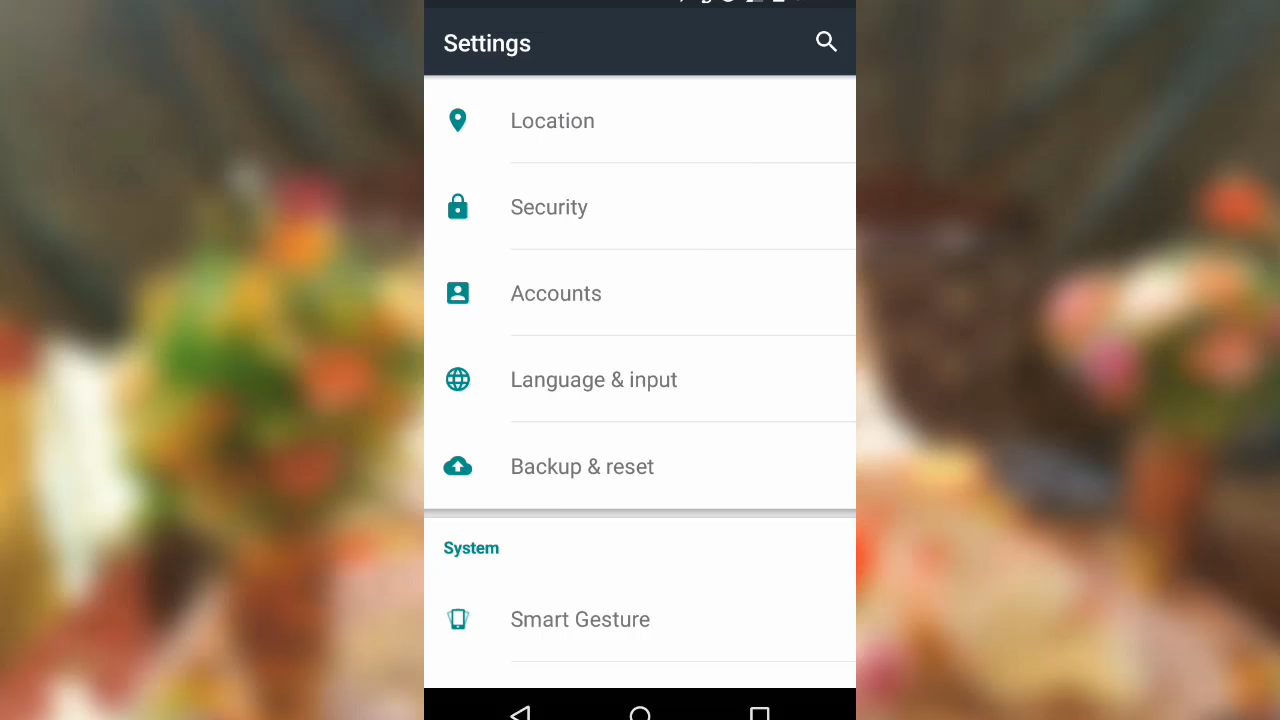 Settings
Location
Security
Accounts
Language & input
Backup & reset
System
Smart Gesture